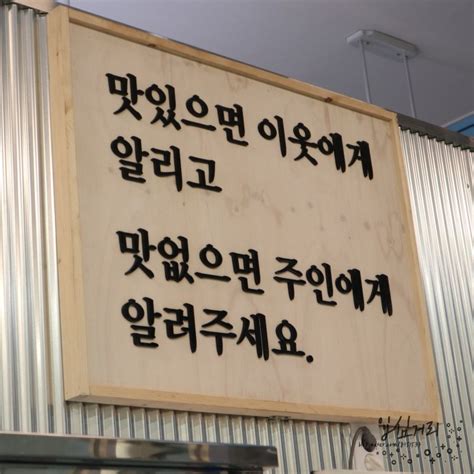 맛있으면 이웃에게
알리고
맛없으면 주인에게
알려주세요.